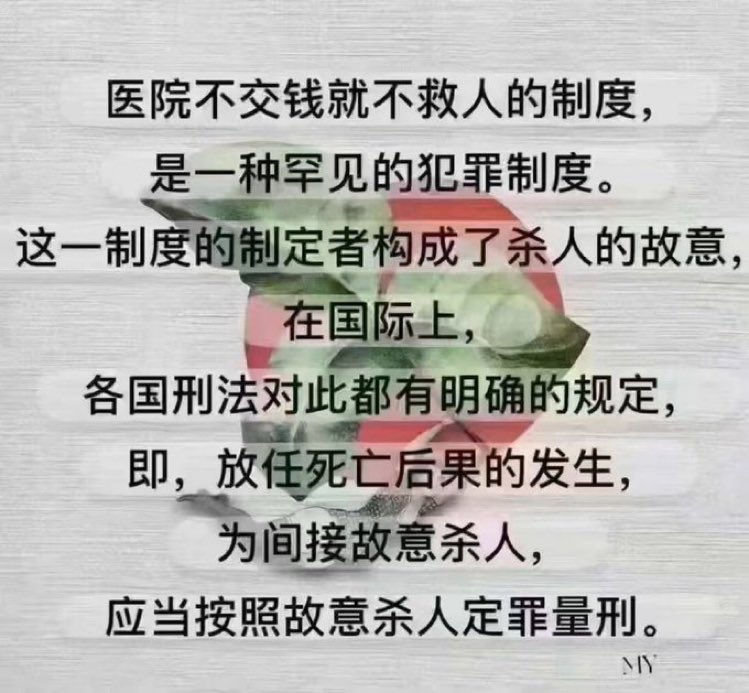 医院不交钱就不救人的制度，
是一种罕见的犯罪制度。
这一制度的制定者构成了杀人的故意，
在国际上，
各国刑法对此都有明确的规定，
即，放任死亡后果的发生，
为间接故意杀人，
应当按照故意杀人定罪量刑。
MY